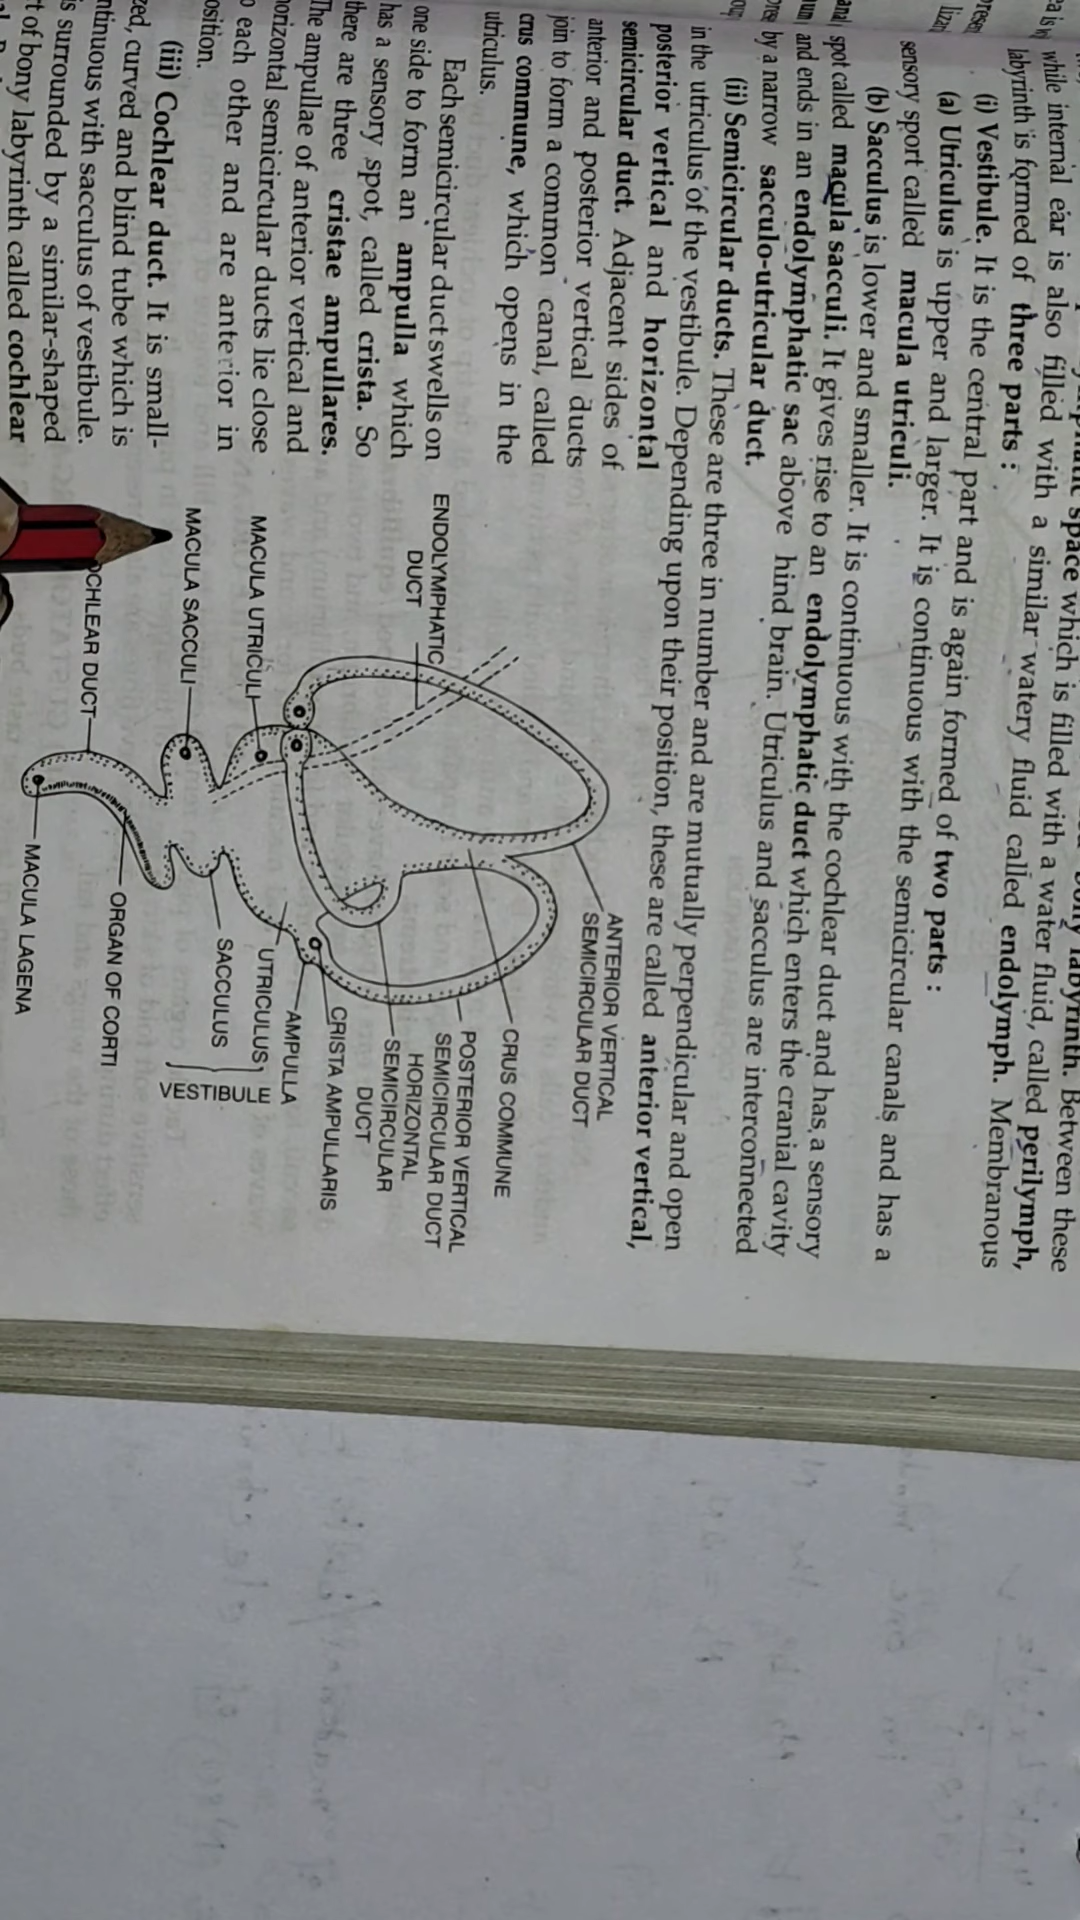 space which is filled with a water fluid, called perilymph,
while internal ear is also filled with a similar watery fluid called endolymph. Membranous
labyrinth is formed of three parts :
(i) Vestibule. It is the central part and is again formed of two parts :
(a) Utriculus is upper and larger. It is continuous with the semicircular canals and has a
sensory sport called macula utriculi.
(b) Sacculus is lower and smaller. It is continuous with the cochlear duct and has a sensory
spot called macula sacculi. It gives rise to an endolymphatic duct which enters the cranial cavity
and ends in an endolymphatic sac above hind brain. Utriculus and sacculus are interconnected
by a narrow sacculo-utricular duct.
(ii) Semicircular ducts. These are three in number and are mutually perpendicular and open
in the utriculus of the vestibule. Depending upon their position, these are called anterior vertical,
posterior vertical and horizontal
semicircular duct. Adjacent sides of
anterior and posterior vertical ducts
join to form a common canal, called
crus commune, which opens in the
utriculus.
Each semicircular duct swells on
one side to form an ampulla which
has a sensory spot, called crista. So
there are three cristae ampullares.
The ampullae of anterior vertical and
horizontal semicircular ducts lie close
each other and are anterior in
position.
(iii) Cochlear duct. It is small-
curved and blind tube which is
continuous with sacculus of vestibule.
is surrounded by a similar-shaped
of bony labyrinth called cochlear
ANTERIOR VERTICAL
SEMICIRCULAR DUCT
CRUS COMMUNE
POSTERIOR VERTICAL
SEMICIRCULAR DUCT
HORIZONTAL
SEMICIRCULAR
DUCT
CRISTA AMPULLARIS
AMPULLA
UTRICULUS
SACCULUS
VESTIBULE
ORGAN OF CORTI
MACULA LAGENA
ENDOLYMPHATIC
DUCT
MACULA UTRICULI
MACULA SACCULI
OCHLEAR DUCT